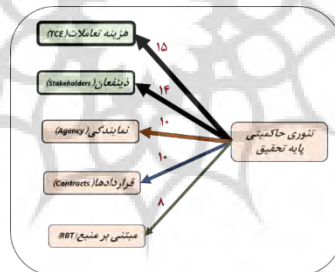 هزینه تعاملات (TCE)
۱۵
ذینفعان (Stakeholders)
۱۴
نمایندگی (Agency)
۱۰
تئوری حاکمیتی
پایه تحقیق
قراردادها (Contracts)
۱۰
۸
مبتنی بر منبع (RBT)